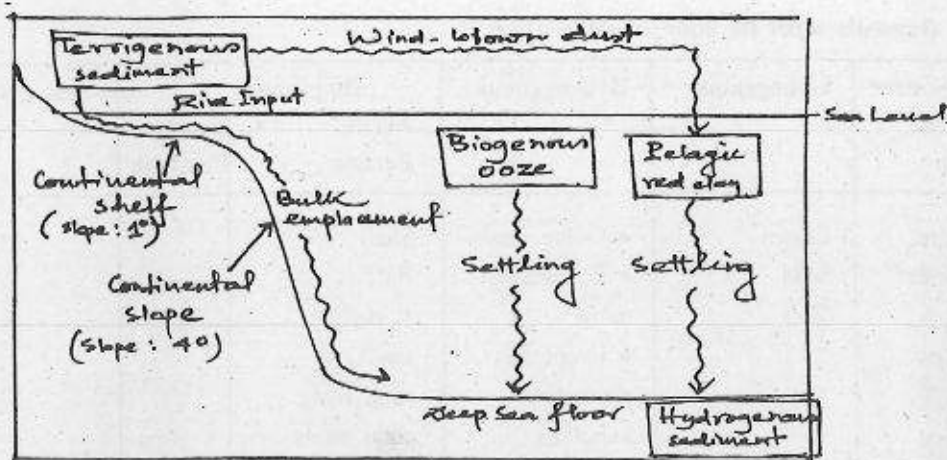 Terrigenous
sediment
Wind-blown dust
River Input
Sea Level
Biogenous
ooze
Pelagic
red clay
Continental
shelf
(slope: 1°)
Bulk
emplacement
Settling
Settling
Continental
slope
(slope: 4°)
Deep Sea floor
Hydrogenous
sediment